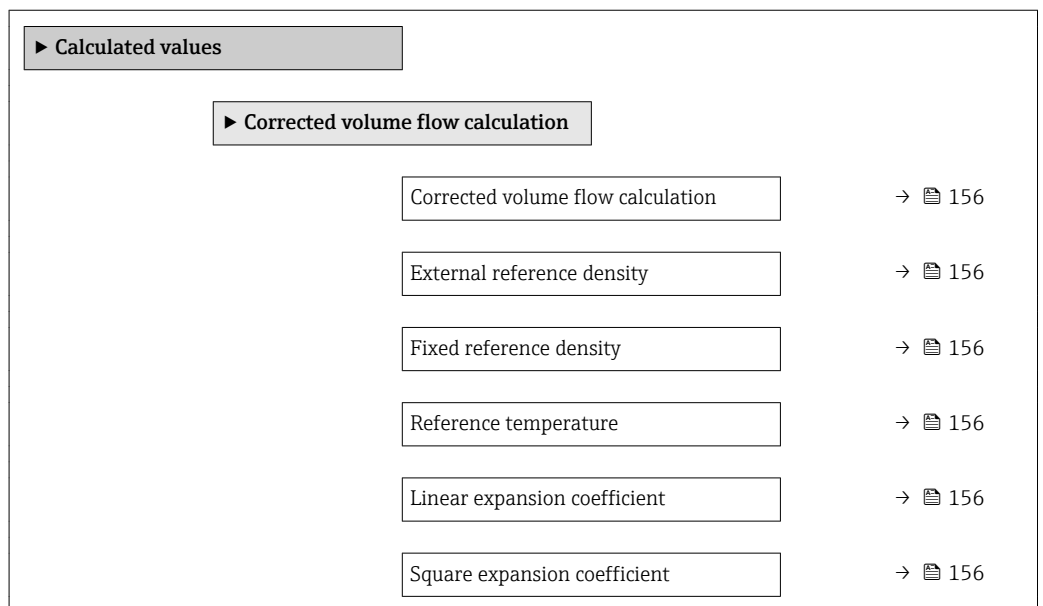 ▶ Calculated values
▶ Corrected volume flow calculation
Corrected volume flow calculation → 156
External reference density → 156
Fixed reference density → 156
Reference temperature → 156
Linear expansion coefficient → 156
Square expansion coefficient → 156